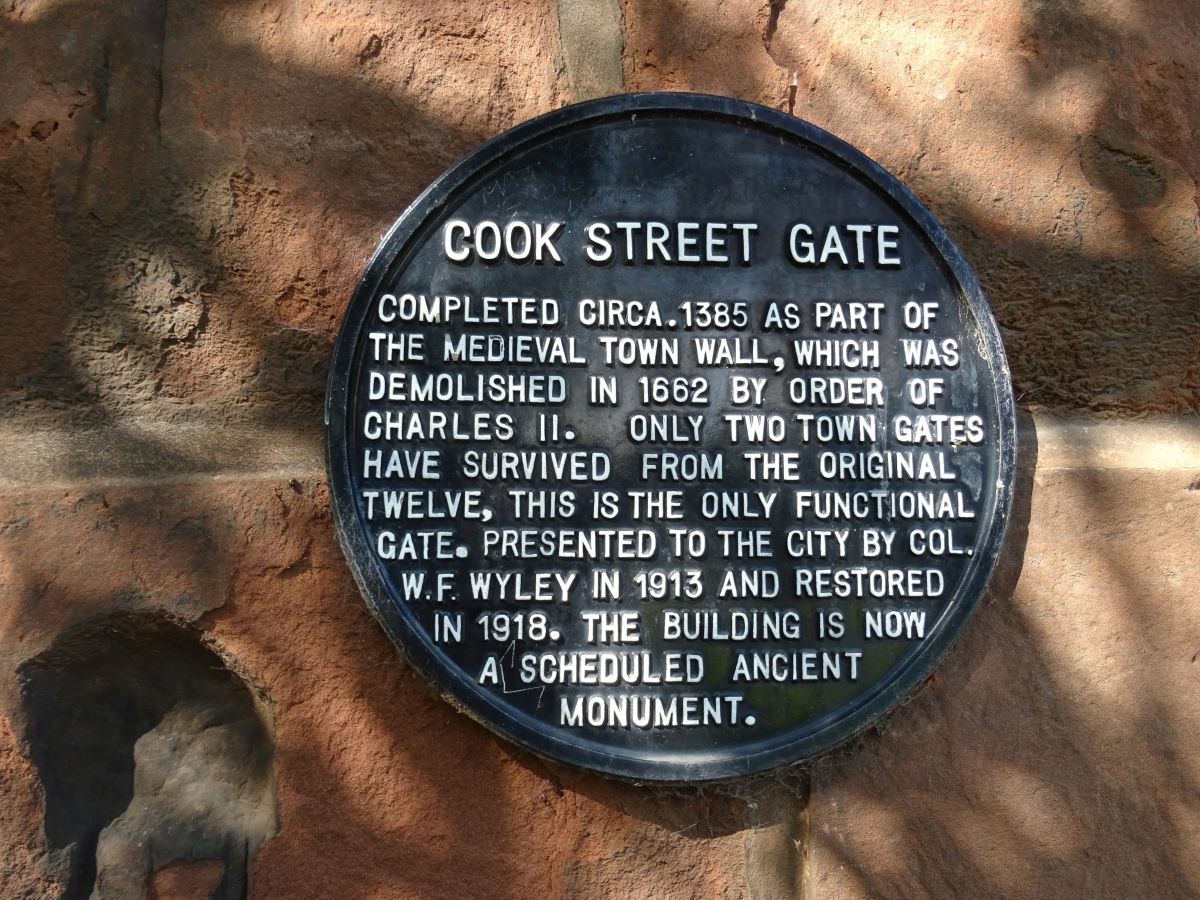 COOK STREET GATE
COMPLETED CIRCA.1385 AS PART OF
THE MEDIEVAL TOWN WALL, WHICH WAS
DEMOLISHED IN 1662 BY ORDER OF
CHARLES II. ONLY TWO TOWN GATES
HAVE SURVIVED FROM THE ORIGINAL
TWELVE, THIS IS THE ONLY FUNCTIONAL
GATE. PRESENTED TO THE CITY BY COL.
W.F. WYLEY IN 1913 AND RESTORED
IN 1918. THE BUILDING IS NOW
A SCHEDULED ANCIENT
MONUMENT.